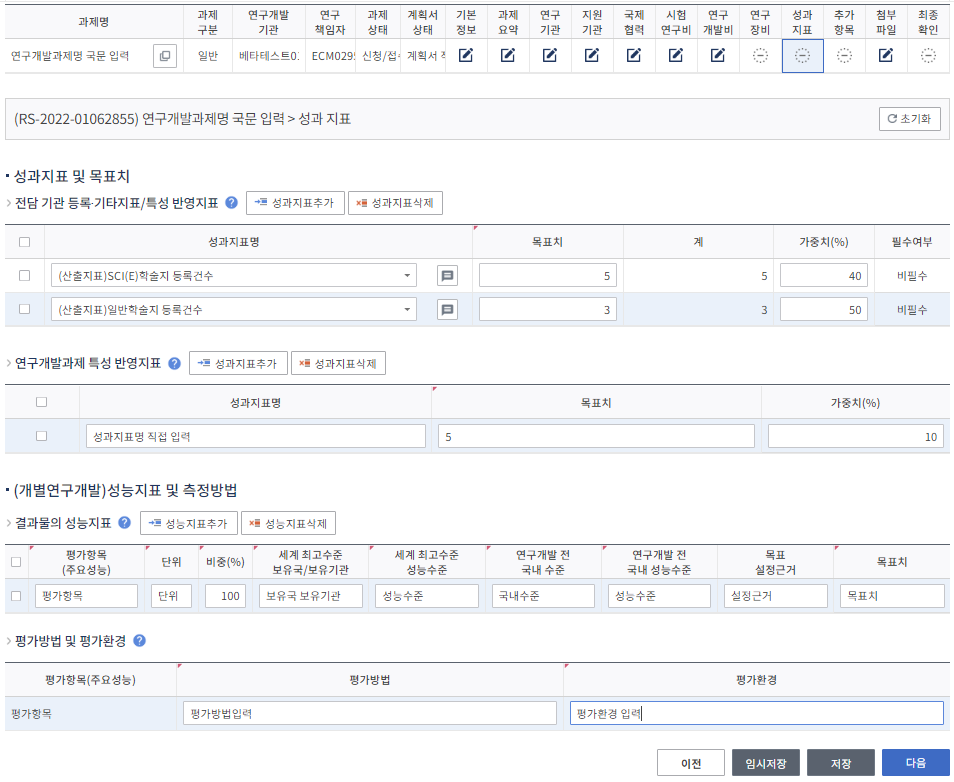 과제명 과제 구분 연구개발 기관 연구 책임자 과제 상태 계획서 상태 기본 정보 과제 요약 연구 기관 지원 기관 국제 협력 시험 연구비 연구 개발비 연구 장비 성과 지표 추가 항목 첨부 파일 최종 확인
연구개발과제명 국문 입력 일반 베타테스트01 ECM0295 신청/접수 계획서 작
(RS-2022-01062855) 연구개발과제명 국문 입력 > 성과 지표 초기화
· 성과지표 및 목표치
> 전담 기관 등록·기타지표/특성 반영지표 ? 성과지표추가 성과지표삭제
성과지표명 목표치 계 가중치(%) 필수여부
(산출지표)SCI(E)학술지 등록건수 5 5 40 비필수
(산출지표)일반학술지 등록건수 3 3 50 비필수
> 연구개발과제 특성 반영지표 ? 성과지표추가 성과지표삭제
성과지표명 목표치 가중치(%)
성과지표명 직접 입력 5 10
· (개별연구개발)성능지표 및 측정방법
> 결과물의 성능지표 ? 성능지표추가 성능지표삭제
평가항목 (주요성능) 단위 비중(%) 세계 최고수준 보유국/보유기관 세계 최고수준 성능수준 연구개발 전 국내 수준 연구개발 전 국내 성능수준 목표 설정근거 목표치
평가항목 단위 100 보유국 보유기관 성능수준 국내수준 성능수준 설정근거 목표치
> 평가방법 및 평가환경 ?
평가항목(주요성능) 평가방법 평가환경
평가항목 평가방법입력 평가환경 입력
이전 임시저장 저장 다음